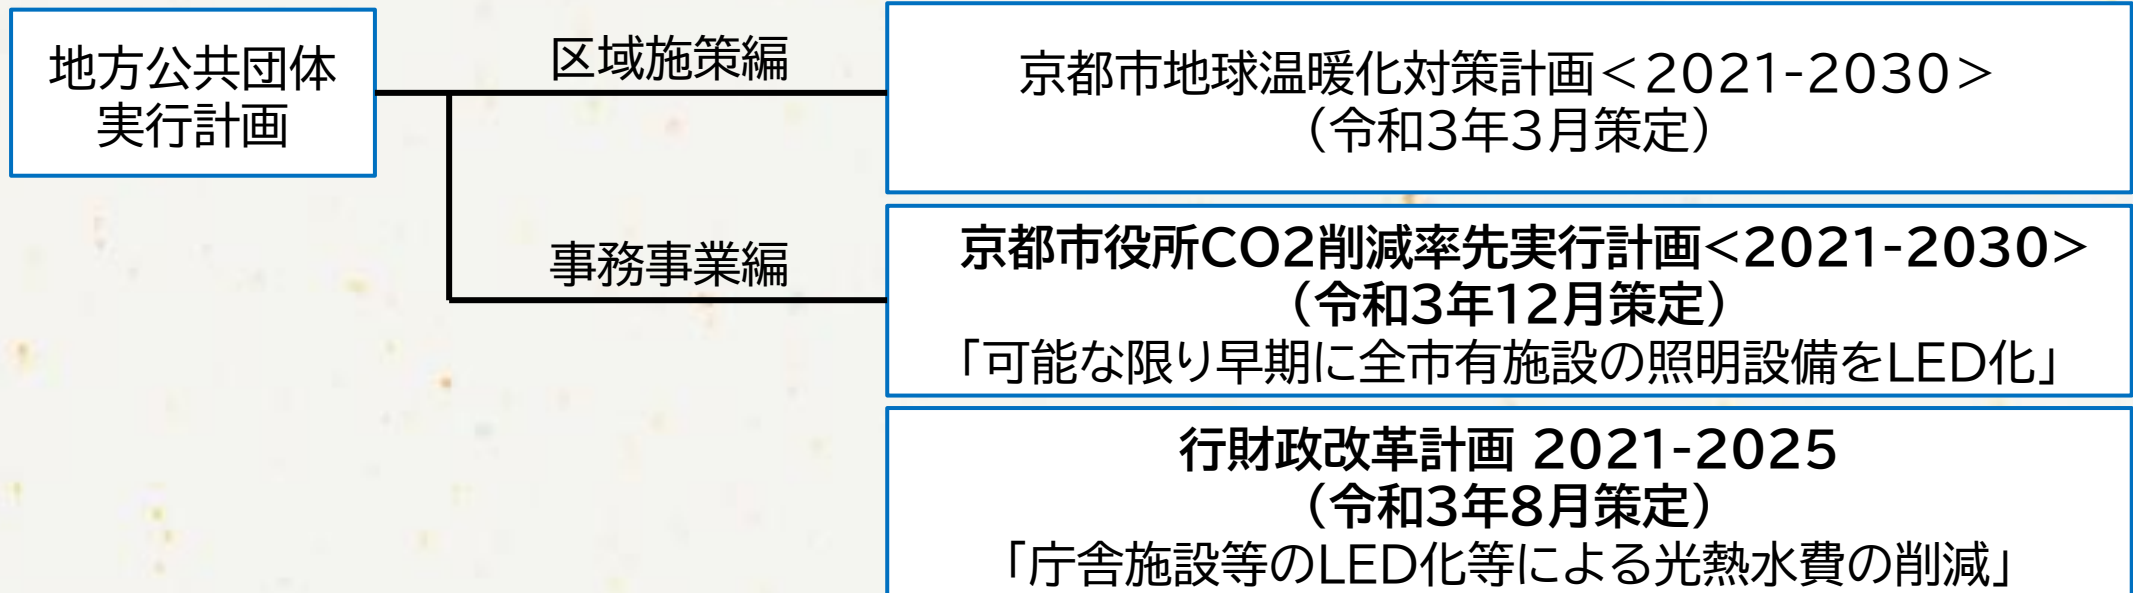 地方公共団体
実行計画
区域施策編
京都市地球温暖化対策計画<2021-2030>
(令和3年3月策定)
事務事業編
京都市役所CO2削減率先実行計画<2021-2030>
(令和3年12月策定)
「可能な限り早期に全市有施設の照明設備をLED化」
行財政改革計画 2021-2025
(令和3年8月策定)
「庁舎施設等のLED化等による光熱水費の削減」